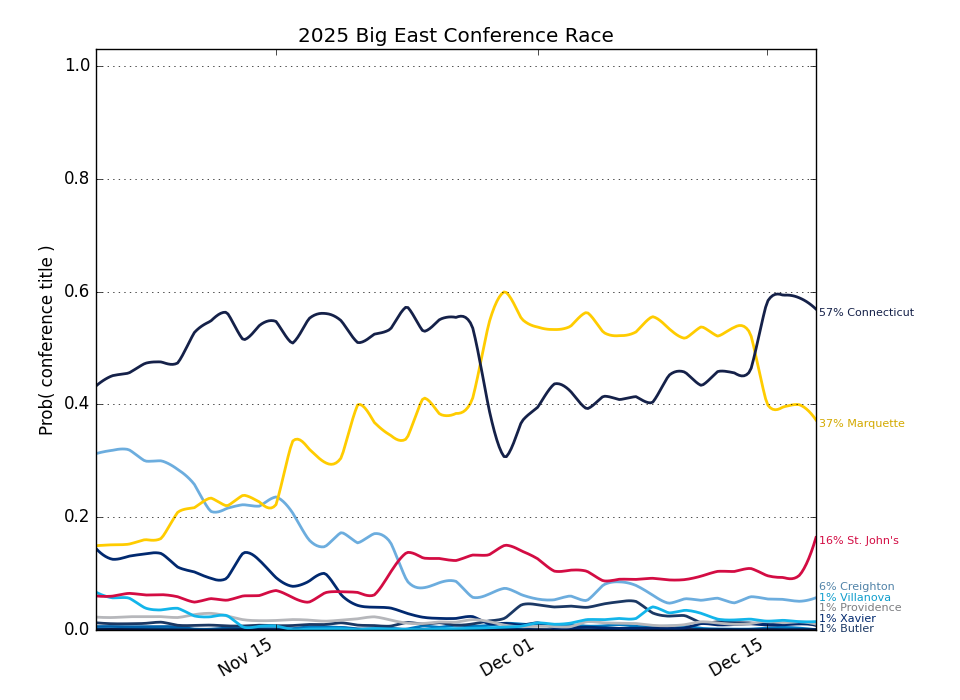 2025 Big East Conference Race
Prob( conference title )
1.0
0.8
0.6
0.4
0.2
0.0
Nov 15
Dec 01
Dec 15
57% Connecticut
37% Marquette
16% St. John's
6% Creighton
1% Villanova
1% Providence
1% Xavier
1% Butler